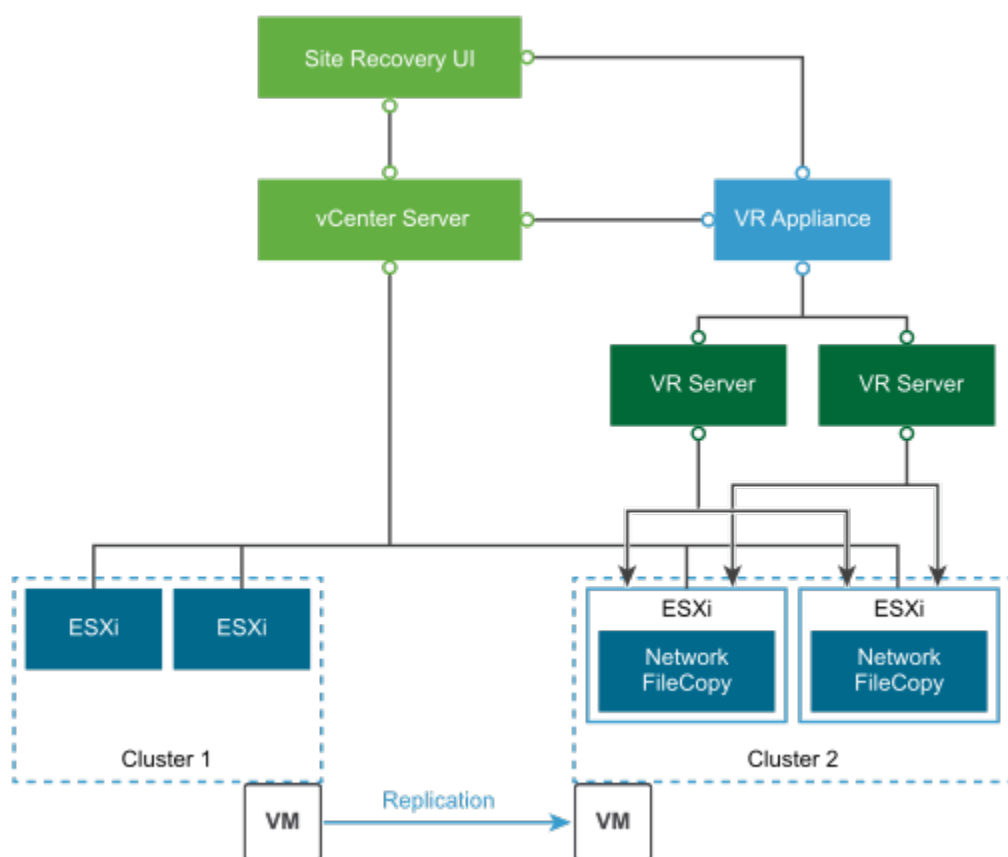 Site Recovery UI
vCenter Server
VR Appliance
VR Server
VR Server
ESXi
ESXi
ESXi
Network
FileCopy
ESXi
Network
FileCopy
Cluster 1
Cluster 2
VM
Replication
VM